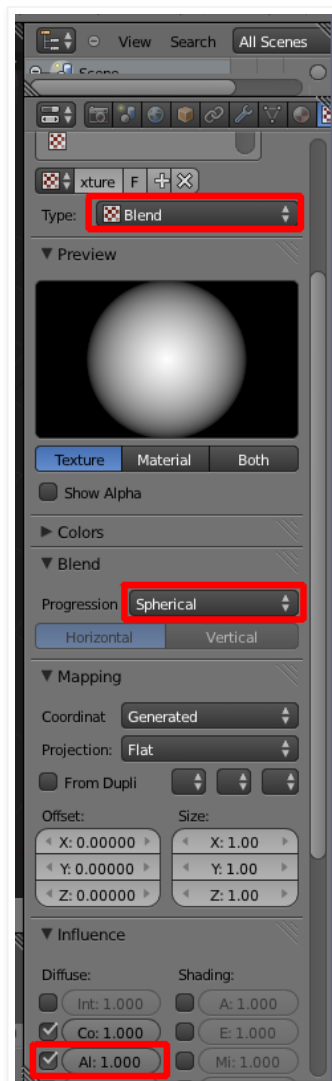 View Search All Scenes
Scene
xture F
Type: Blend
Preview
Texture Material Both
Show Alpha
Colors
Blend
Progression Spherical
Horizontal Vertical
Mapping
Coordinat Generated
Projection: Flat
From Dupli
Offset: Size:
X: 0.00000 X: 1.00
Y: 0.00000 Y: 1.00
Z: 0.00000 Z: 1.00
Influence
Diffuse: Shading:
Int: 1.000 A: 1.000
Co: 1.000 E: 1.000
Al: 1.000 Mi: 1.000